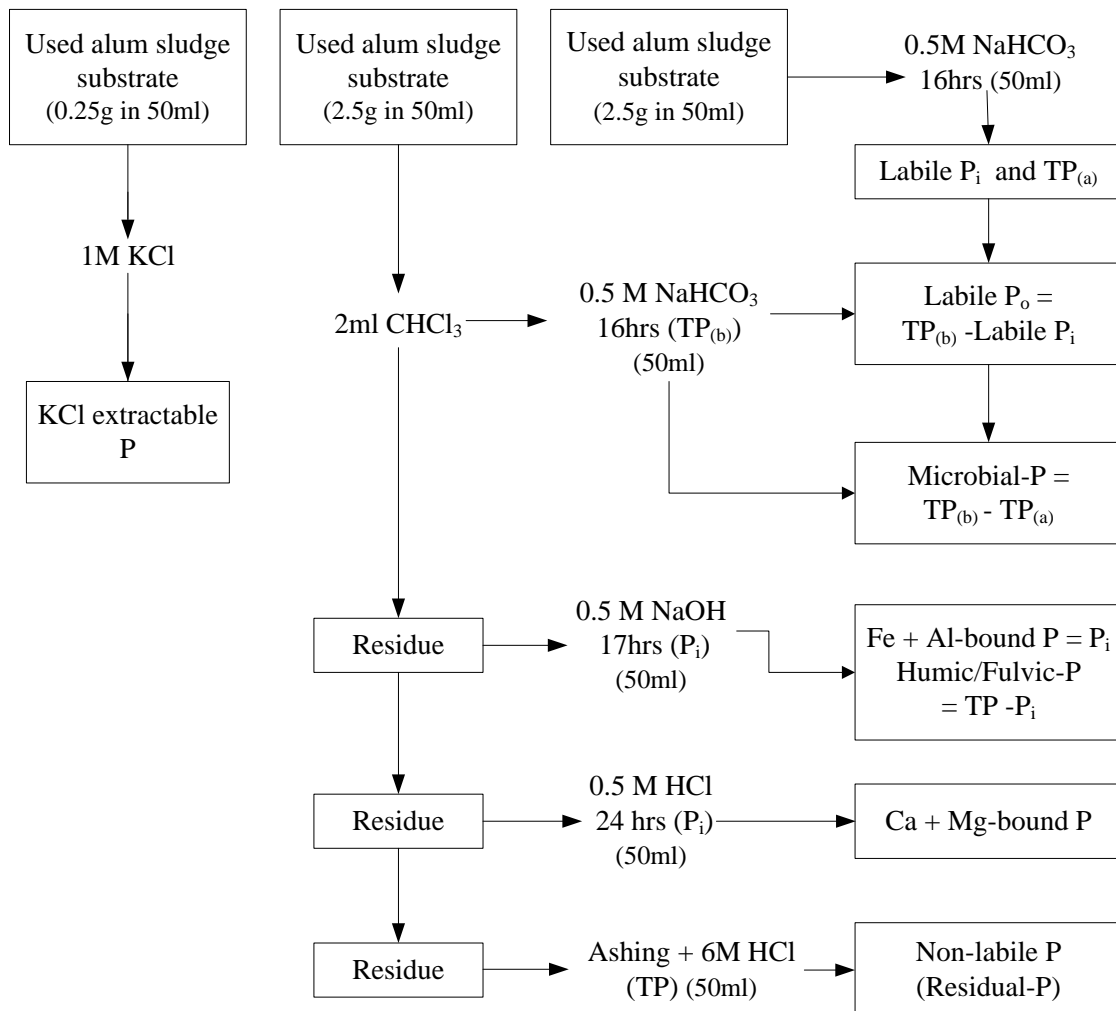 Used alum sludge
substrate
(0.25g in 50ml)
1M KCl
KCl extractable
P
Used alum sludge
substrate
(2.5g in 50ml)
2ml CHCl₃
0.5 M NaHCO₃
16hrs (TP₍b₎)
(50ml)
Used alum sludge
substrate
(2.5g in 50ml)
0.5M NaHCO₃
16hrs (50ml)
Labile Pᵢ and TP₍ₐ₎
Labile Pₒ =
TP₍b₎ -Labile Pᵢ
Microbial-P =
TP₍b₎ - TP₍ₐ₎
Residue
0.5 M NaOH
17hrs (Pᵢ)
(50ml)
Fe + Al-bound P = Pᵢ
Humic/Fulvic-P
= TP -Pᵢ
Residue
0.5 M HCl
24 hrs (Pᵢ)
(50ml)
Ca + Mg-bound P
Residue
Ashing + 6M HCl
(TP) (50ml)
Non-labile P
(Residual-P)